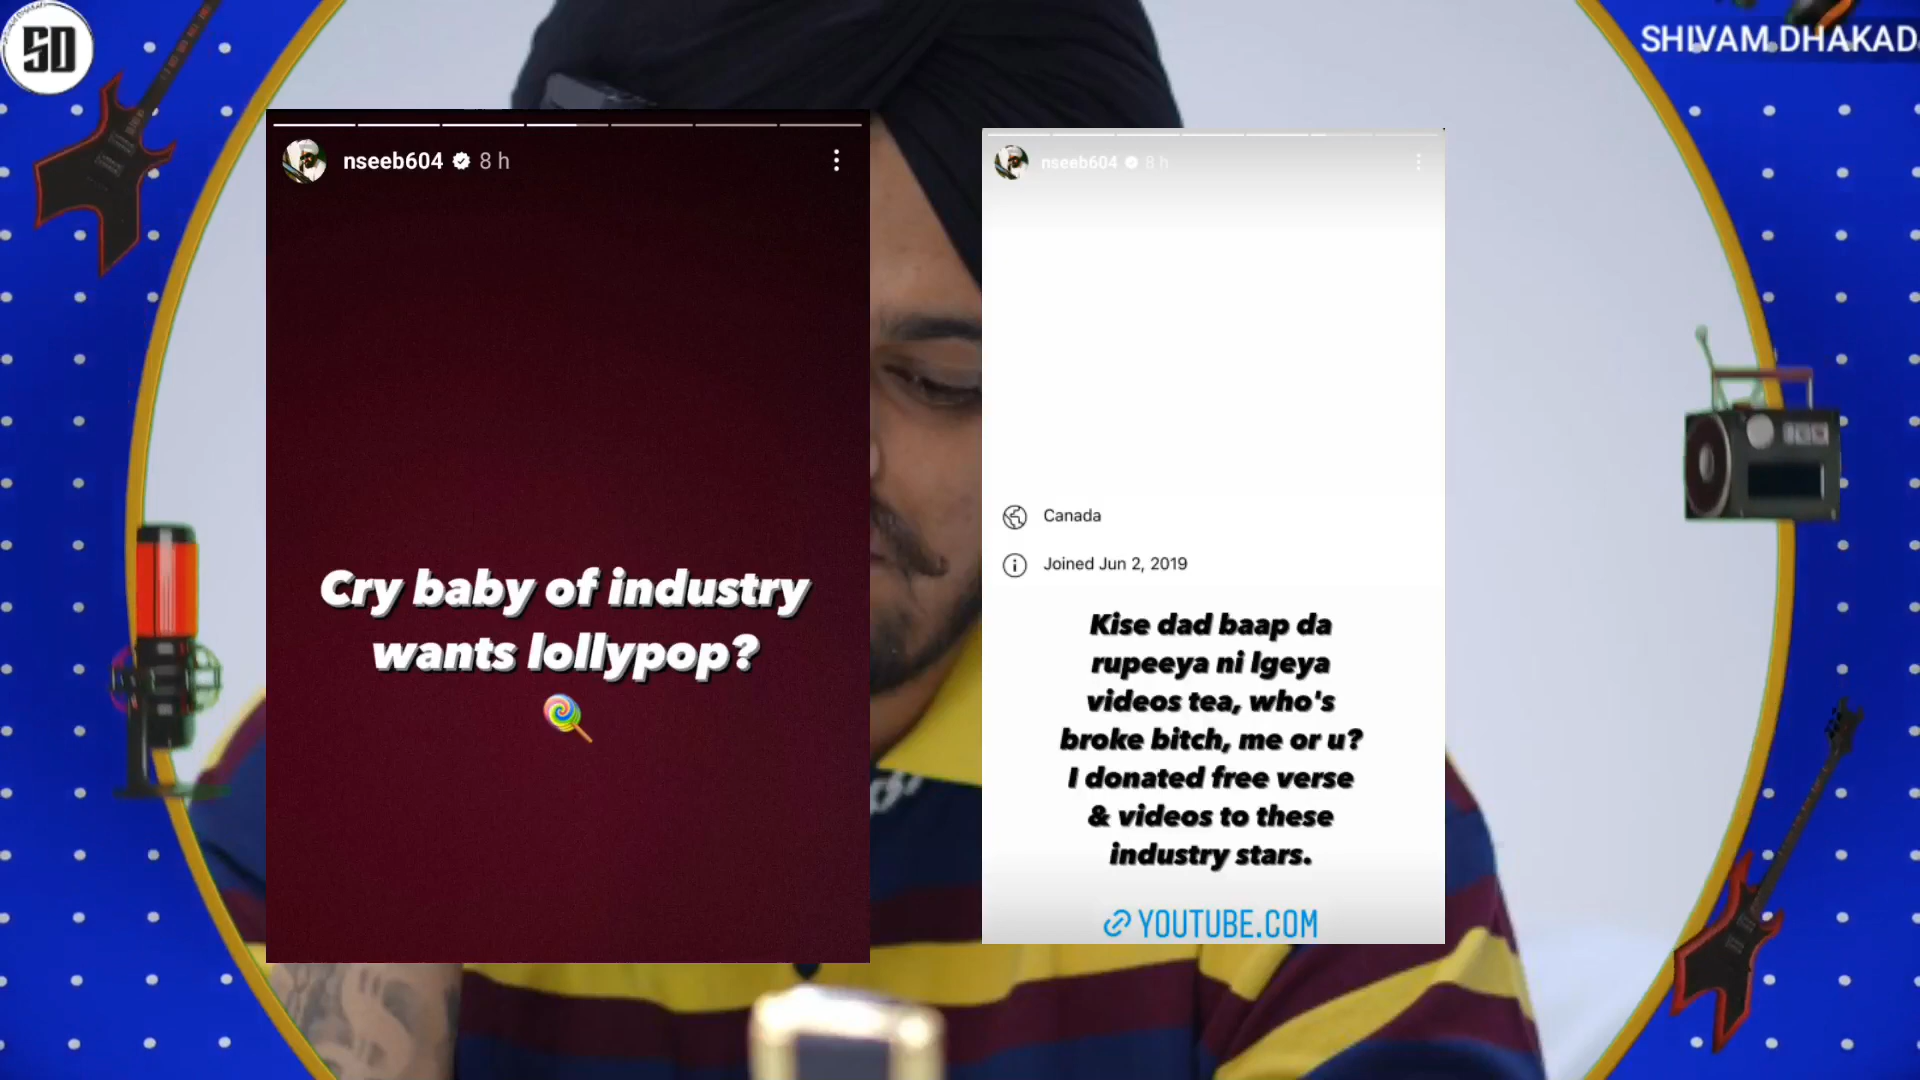 SD
SHIVAM DHAKAD
nseeb604 8 h
Cry baby of industry
wants lollypop?
nseeb604 8 h
Canada
Joined Jun 2, 2019
Kise dad baap da
rupeeya ni lgeya
videos tea, who's
broke bitch, me or u?
I donated free verse
& videos to these
industry stars.
YOUTUBE.COM